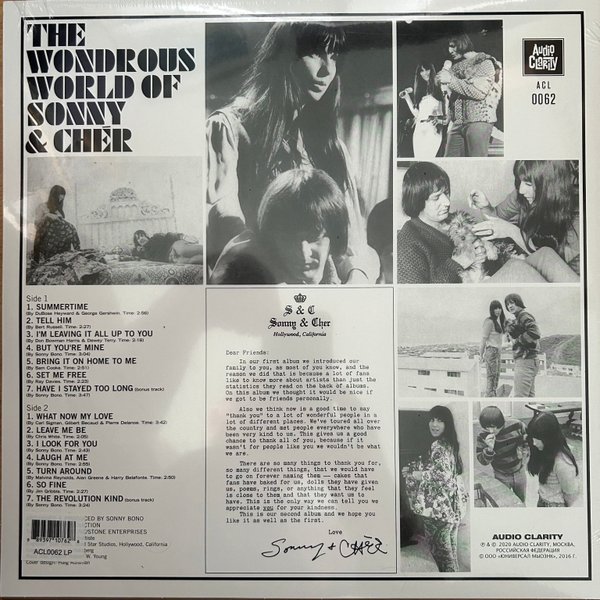 THE
WONDROUS
WORLD OF
SONNY
& CHÉR
AUDIO
CLARITY
ACL
0062
Side 1
1. SUMMERTIME
(By DuBose Heyward & George Gershwin. Time: 2:56)
2. TELL HIM
(By Bert Russell. Time: 2:27)
3. I'M LEAVING IT ALL UP TO YOU
(By Don Bowman Harris & Dewey Terry. Time: 2:18)
4. BUT YOU'RE MINE
(By Sonny Bono. Time: 3:04)
5. BRING IT ON HOME TO ME
(By Sam Cooke. Time: 2:51)
6. SET ME FREE
(By Ray Davies. Time: 2:22)
7. HAVE I STAYED TOO LONG (bonus track)
(By Sonny Bono. Time: 3:47)
Side 2
1. WHAT NOW MY LOVE
(By Carl Sigman, Gilbert Becaud & Pierre Delanoe. Time: 3:42)
2. LEAVE ME BE
(By Chris White. Time: 2:05)
3. I LOOK FOR YOU
(By Sonny Bono. Time: 2:43)
4. LAUGH AT ME
(By Sonny Bono. Time: 2:55)
5. TURN AROUND
(By Malvina Reynolds, Alan Greene & Harry Belafonte. Time: 2:50)
6. SO FINE
(By Jim Gribble. Time: 2:27)
7. THE REVOLUTION KIND (bonus track)
(By Sonny Bono. Time: 3:24)
CED BY SONNY BONO
CTION
STONE ENTERPRISES
d Star Studios, Hollywood, California
berg
W. Young
ACL0062 LP
Cover design:
S & C
Sonny & Cher
Hollywood, California
Dear Friends:
In our first album we introduced our
family to you, as most of you know, and the
reason we did that is because a lot of fans
like to know more about artists than just the
statistics they read on the back of albums.
On this album we thought it would be nice if
we got to be friends personally.
Also we think now is a good time to say
"thank you" to a lot of wonderful people in a
lot of different places. We've toured all over
the country and met people everywhere who have
been very kind to us. This gives us a good
chance to thank all of you, because if it
wasn't for people like you we wouldn't be what
we are.
There are so many things to thank you for,
so many different things, that we would have
to go on forever naming them -- cakes that
fans have baked for us, dolls they have given
us, poems, rings, or anything that they feel
is close to them and that they want us to
have. This is the only way we can tell you we
appreciate you for your kindness.
This is our second album and we hope you
like it as well as the first.
Love
Sonny + Chér
AUDIO CLARITY
℗ & © 2020 AUDIO CLARITY, МОСКВА,
РОССИЙСКАЯ ФЕДЕРАЦИЯ
© ООО «ЮНИВЕРСАЛ МЬЮЗИК», 2016 Г.